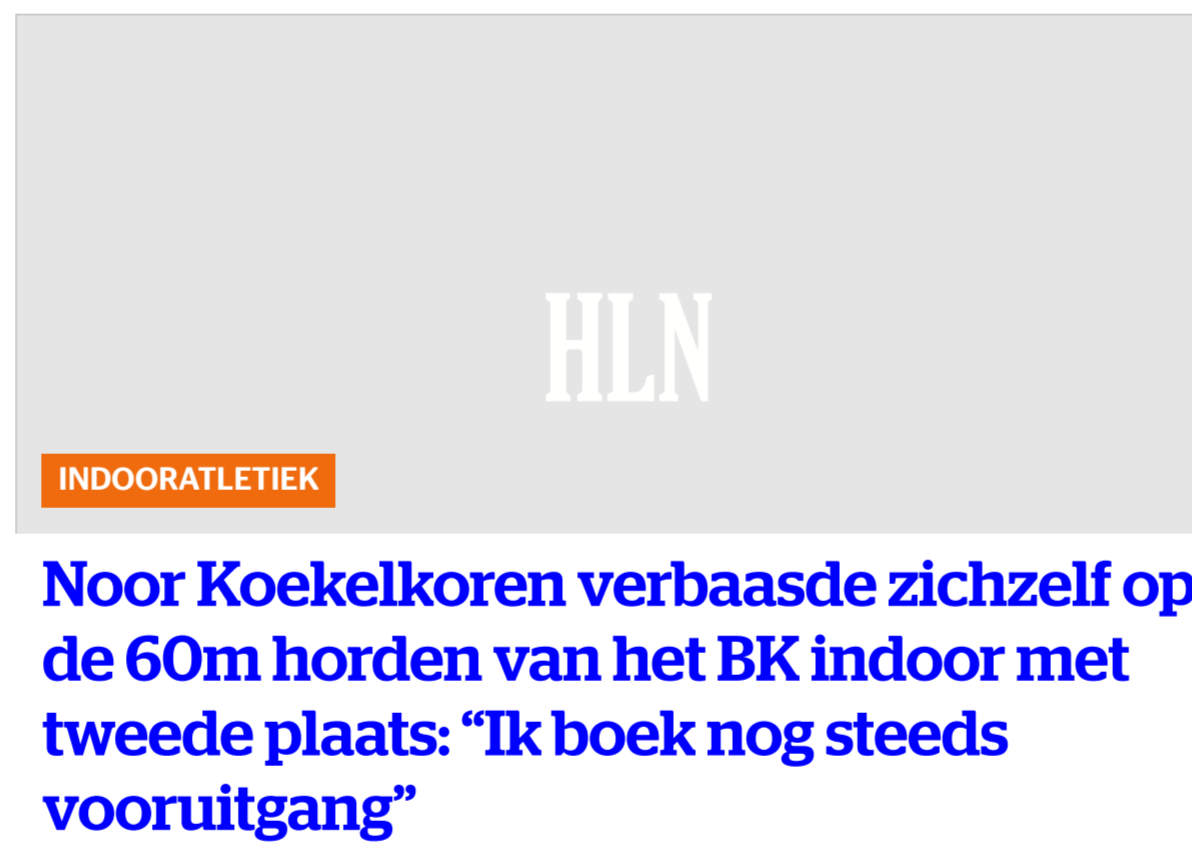 HLN
INDOORATLETIEK
Noor Koekelkoren verbaasde zichzelf op
de 60m horden van het BK indoor met
tweede plaats: “Ik boek nog steeds
vooruitgang”